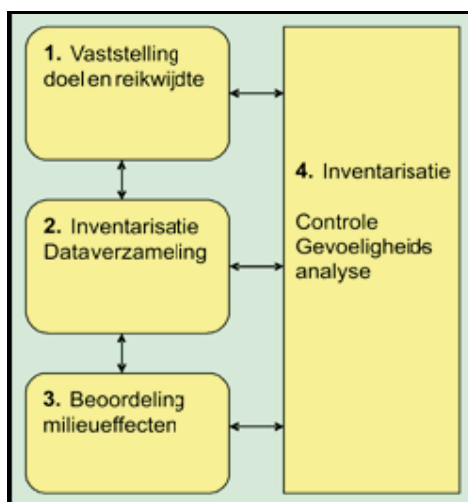 1. Vaststelling
doel en reikwijdte
2. Inventarisatie
Dataverzameling
3. Beoordeling
milieueffecten
4. Inventarisatie
Controle
Gevoeligheids
analyse